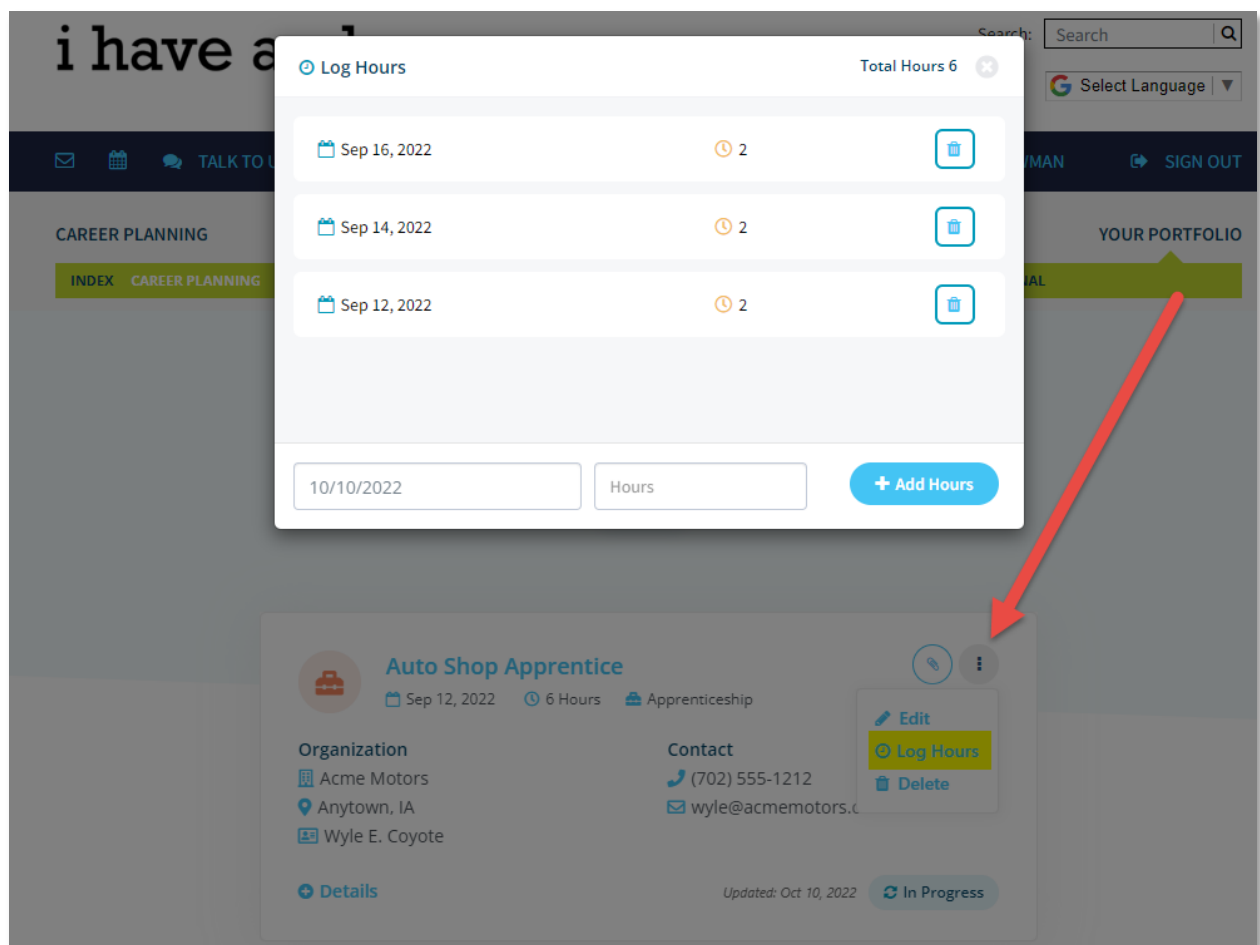 i have a
Search: Search
Select Language ▼
Log Hours Total Hours 6
Sep 16, 2022 2
TALK TO SIGN OUT
Sep 14, 2022 2
CAREER PLANNING YOUR PORTFOLIO
INDEX CAREER PLANNING
Sep 12, 2022 2
10/10/2022 Hours + Add Hours
Auto Shop Apprentice
Sep 12, 2022 6 Hours Apprenticeship
Edit
Organization Contact Log Hours
Acme Motors (702) 555-1212 Delete
Anytown, IA wyle@acmemotors.c
Wyle E. Coyote
Details Updated: Oct 10, 2022 In Progress